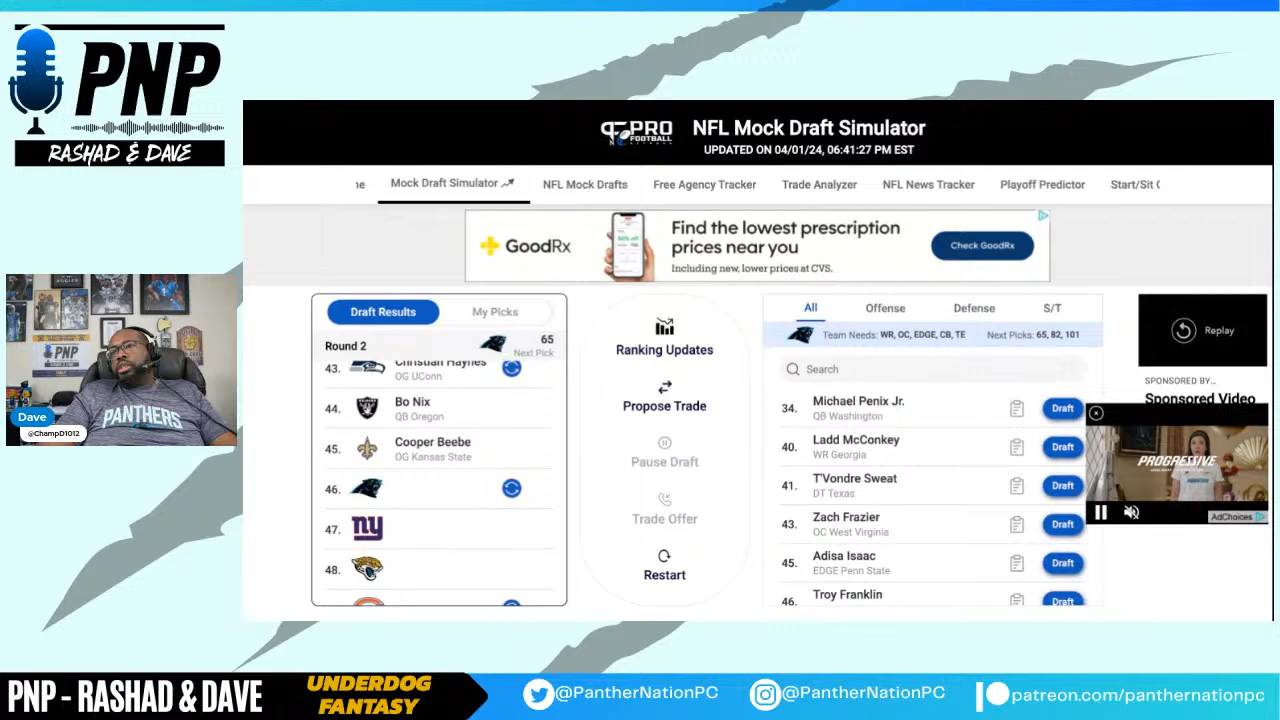 PNP
RASHAD & DAVE
PRO
FOOTBALL
NFL Mock Draft Simulator
UPDATED ON 04/01/24, 06:41:27 PM EST
ne
Mock Draft Simulator
NFL Mock Drafts
Free Agency Tracker
Trade Analyzer
NFL News Tracker
Playoff Predictor
Start/Sit
GoodRx
Find the lowest prescription
prices near you
Including new, lower prices at CVS.
Check GoodRx
Draft Results
My Picks
Round 2
65
Next Pick
43.
Christian Haynes
OG UConn
44.
Bo Nix
QB Oregon
45.
Cooper Beebe
OG Kansas State
46.
47.
ny
48.
Ranking Updates
Propose Trade
Pause Draft
Trade Offer
Restart
All
Offense
Defense
S/T
Team Needs: WR, OC, EDGE, CB, TE
Next Picks: 65, 82, 101
Search
34.
Michael Penix Jr.
QB Washington
Draft
40.
Ladd McConkey
WR Georgia
Draft
41.
T'Vondre Sweat
DT Texas
Draft
43.
Zach Frazier
OC West Virginia
Draft
45.
Adisa Isaac
EDGE Penn State
Draft
46.
Troy Franklin
Draft
Replay
SPONSORED BY...
Sponsored Video
PROGRESSIVE
AdChoices
PNP
PANTHERS
Dave
@ChampD1012
PNP - RASHAD & DAVE
UNDERDOG
FANTASY
@PantherNationPC
@PantherNationPC
patreon.com/panthernationpc